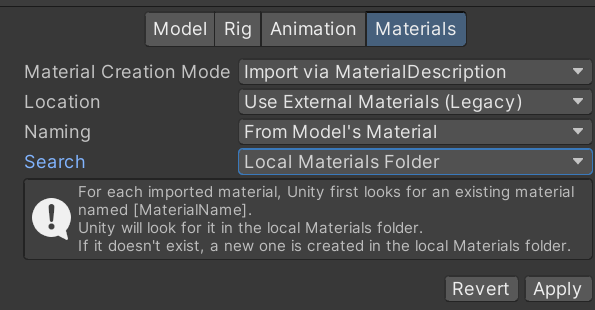 Model Rig Animation Materials
Material Creation Mode Import via MaterialDescription
Location Use External Materials (Legacy)
Naming From Model's Material
Search Local Materials Folder
For each imported material, Unity first looks for an existing material
named [MaterialName].
Unity will look for it in the local Materials folder.
If it doesn't exist, a new one is created in the local Materials folder.
Revert Apply